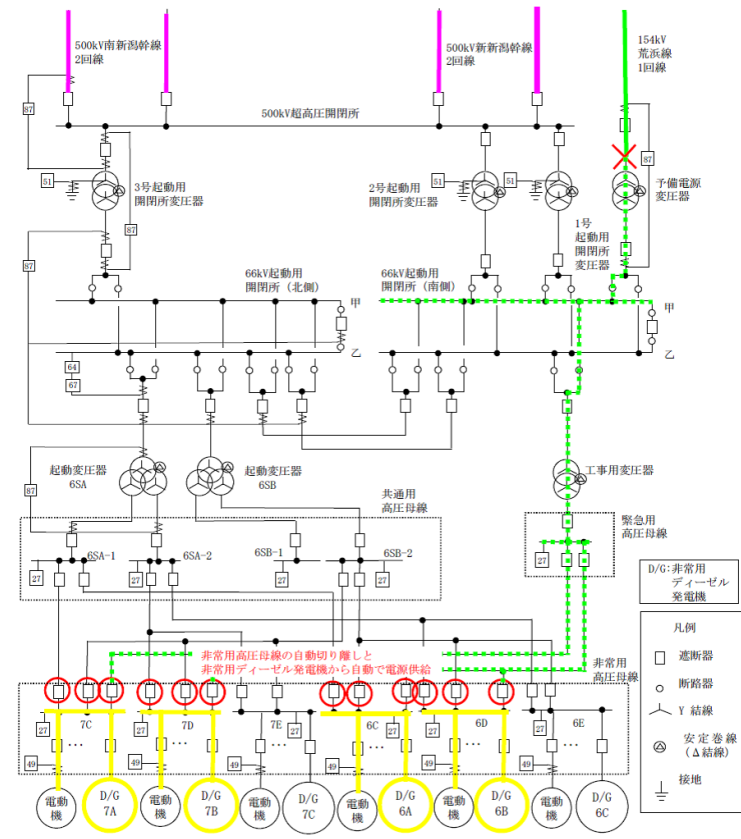 500kV南新潟幹線
2回線
500kV新新潟幹線
2回線
154kV
荒浜線
1回線
87
500kV超高圧開閉所
51
3号起動用
開閉所変圧器
2号起動用
開閉所変圧器
51
51
87
予備電源
変圧器
87
87
1号
起動用
開閉所
変圧器
66kV起動用
開閉所（北側）
66kV起動用
開閉所（南側）
甲
甲
乙
乙
64
67
起動変圧器
6SA
起動変圧器
6SB
工事用変圧器
87
共通用
高圧母線
緊急用
高圧母線
6SA-1
6SA-2
6SB-1
6SB-2
27
27
27
27
27
D/G:非常用
ディーゼル
発電機
凡例
遮断器
断路器
Y 結線
安定巻線
(Δ結線)
接地
非常用高圧母線の自動切り離しと
非常用ディーゼル発電機から自動で電源供給
非常用
高圧母線
7C
7D
7E
6C
6D
6E
27
27
27
27
27
27
…
…
…
…
…
…
49
49
49
49
49
49
電動
機
D/G
7A
電動
機
D/G
7B
電動
機
D/G
7C
電動
機
D/G
6A
電動
機
D/G
6B
電動
機
D/G
6C